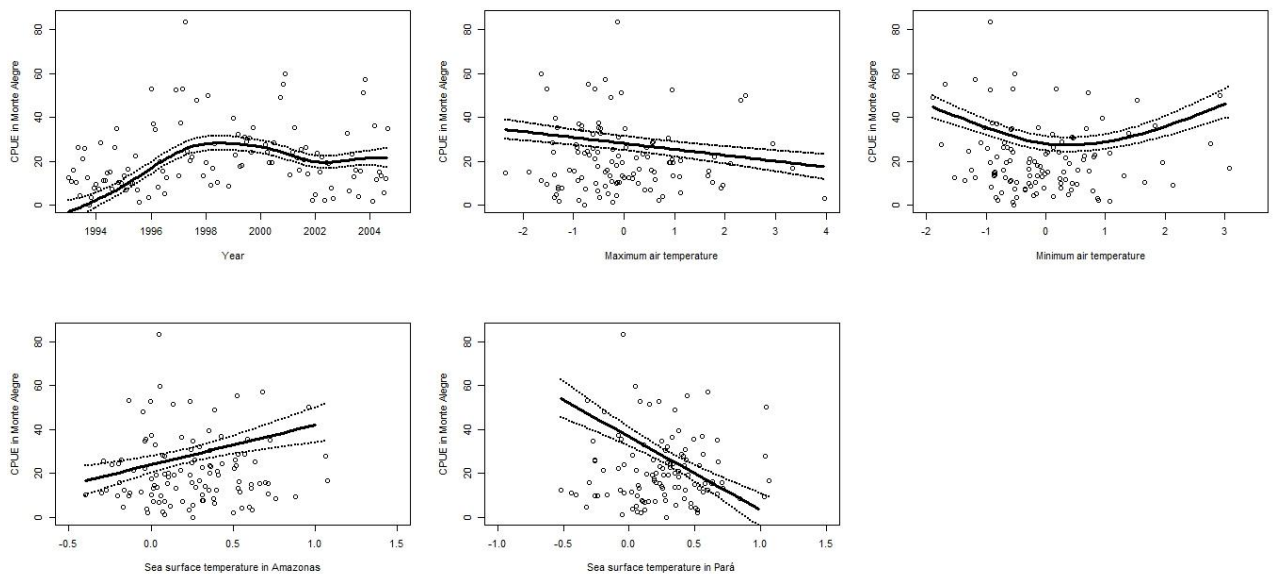 CPUE in Monte Alegre
80
60
40
20
0
1994 1996 1998 2000 2002 2004
Year
CPUE in Monte Alegre
80
60
40
20
0
-2 -1 0 1 2 3 4
Maximum air temperature
CPUE in Monte Alegre
80
60
40
20
0
-2 -1 0 1 2 3
Minimum air temperature
CPUE in Monte Alegre
80
60
40
20
0
-0.5 0.0 0.5 1.0 1.5
Sea surface temperature in Amazonas
CPUE in Monte Alegre
80
60
40
20
0
-1.0 -0.5 0.0 0.5 1.0 1.5
Sea surface temperature in Pará